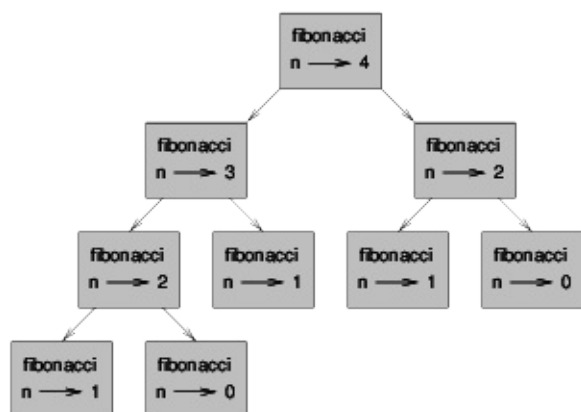 fibonacci
n → 4
fibonacci
n → 3
fibonacci
n → 2
fibonacci
n → 2
fibonacci
n → 1
fibonacci
n → 1
fibonacci
n → 0
fibonacci
n → 1
fibonacci
n → 0